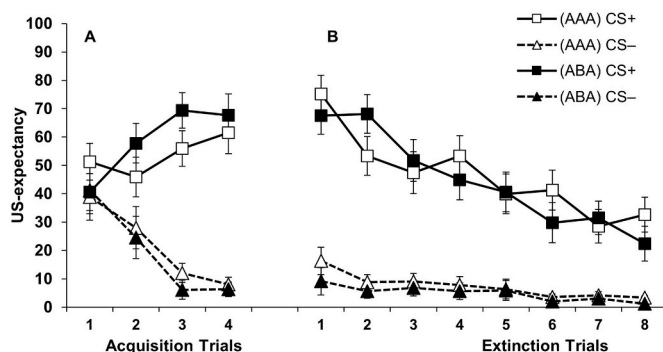 100
90
80
70
60
50
40
30
20
10
0
US-expectancy
A
B
(AAA) CS+
(AAA) CS–
(ABA) CS+
(ABA) CS–
1 2 3 4 1 2 3 4 5 6 7 8
Acquisition Trials Extinction Trials